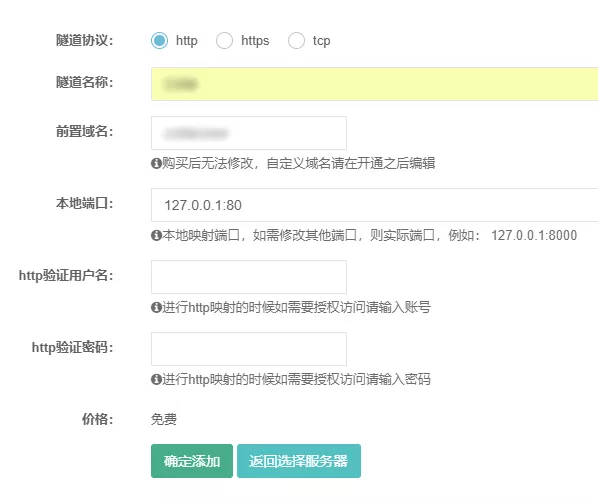 隧道协议： http https tcp
隧道名称：
前置域名：
购买后无法修改，自定义域名请在开通之后编辑
本地端口： 127.0.0.1:80
本地映射端口，如需修改其他端口，则实际端口，例如： 127.0.0.1:8000
http验证用户名：
进行http映射的时候如需要授权访问请输入账号
http验证密码：
进行http映射的时候如需要授权访问请输入密码
价格： 免费
确定添加 返回选择服务器